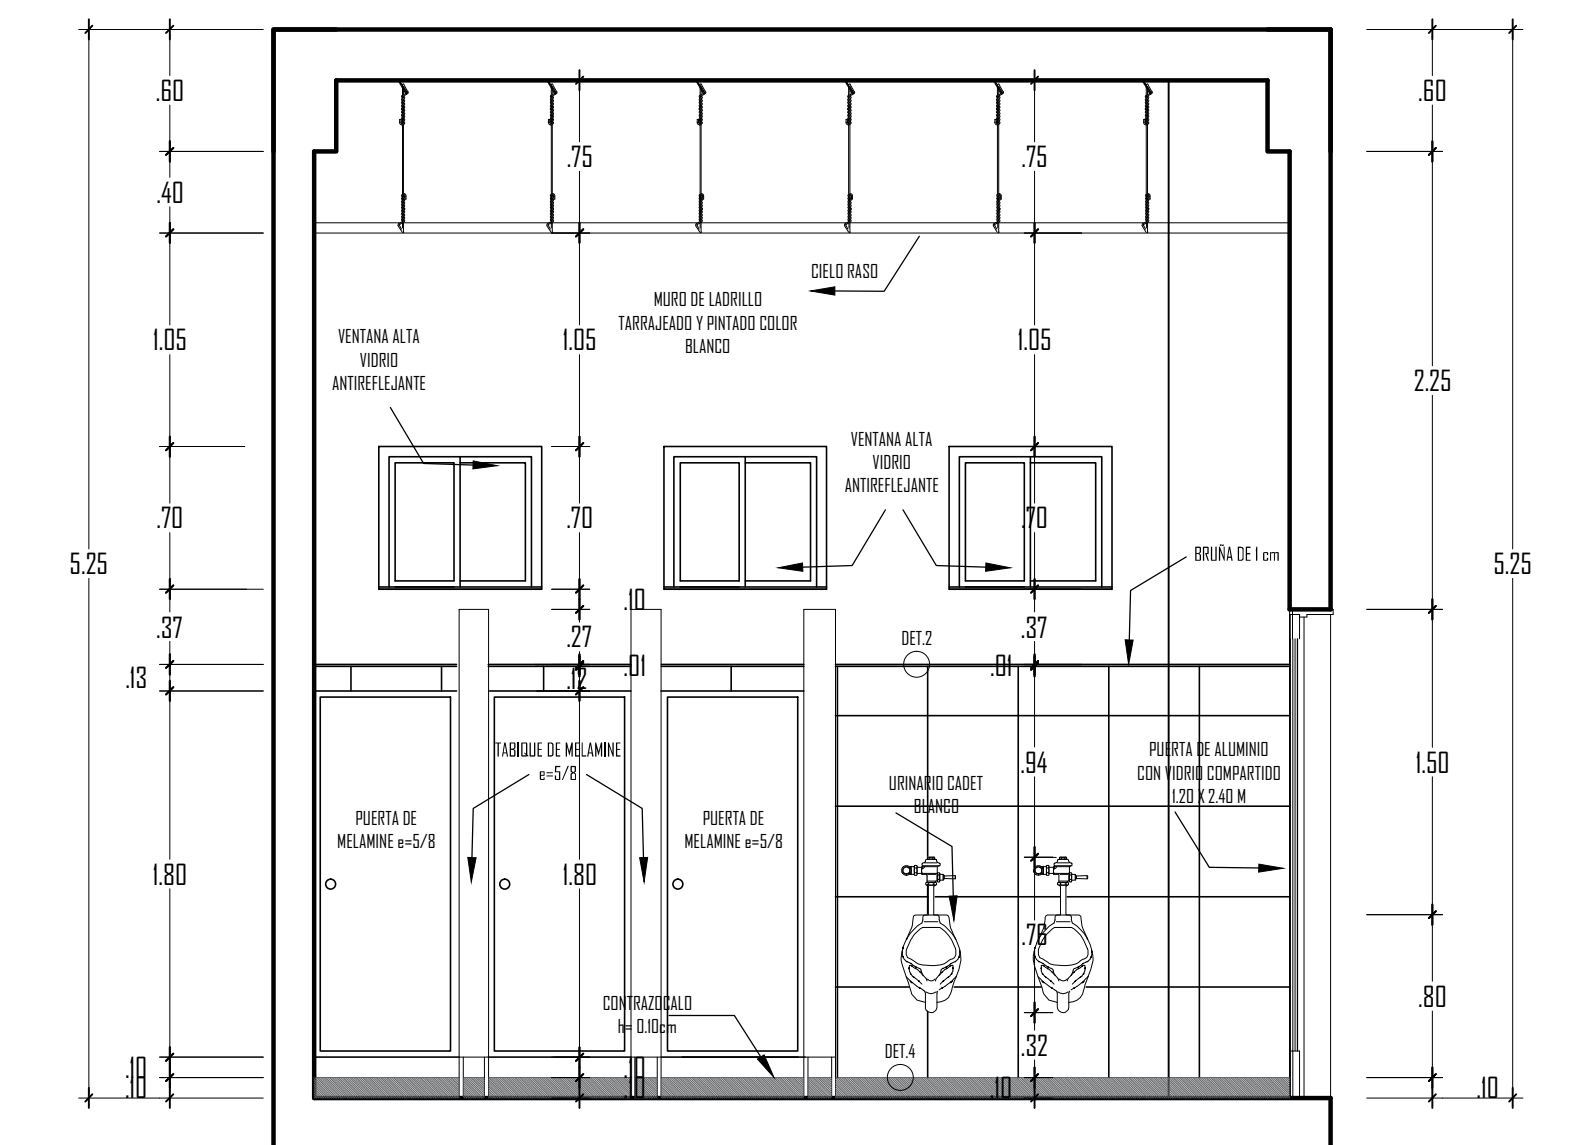 .60
.60
.75
.75
.40
CIELO RASO
MURO DE LADRILLO
TARRAJEADO Y PINTADO COLOR
BLANCO
VENTANA ALTA
VIDRIO
ANTIREFLEJANTE
1.05
1.05
1.05
2.25
VENTANA ALTA
VIDRIO
ANTIREFLEJANTE
.70
.70
.70
5.25
BRUÑA DE 1 cm
5.25
.10
.37
.27
DET.2
.37
.13
.12
.01
.01
TABIQUE DE MELAMINE
e=5/8
.94
PUERTA DE ALUMINIO
CON VIDRIO COMPARTIDO
1.20 X 2.40 M
1.50
URINARIO CADET
BLANCO
PUERTA DE
MELAMINE e=5/8
PUERTA DE
MELAMINE e=5/8
1.80
1.80
.76
CONTRAZOCALO
h= 0.10cm
.80
.32
DET.4
.10
.10